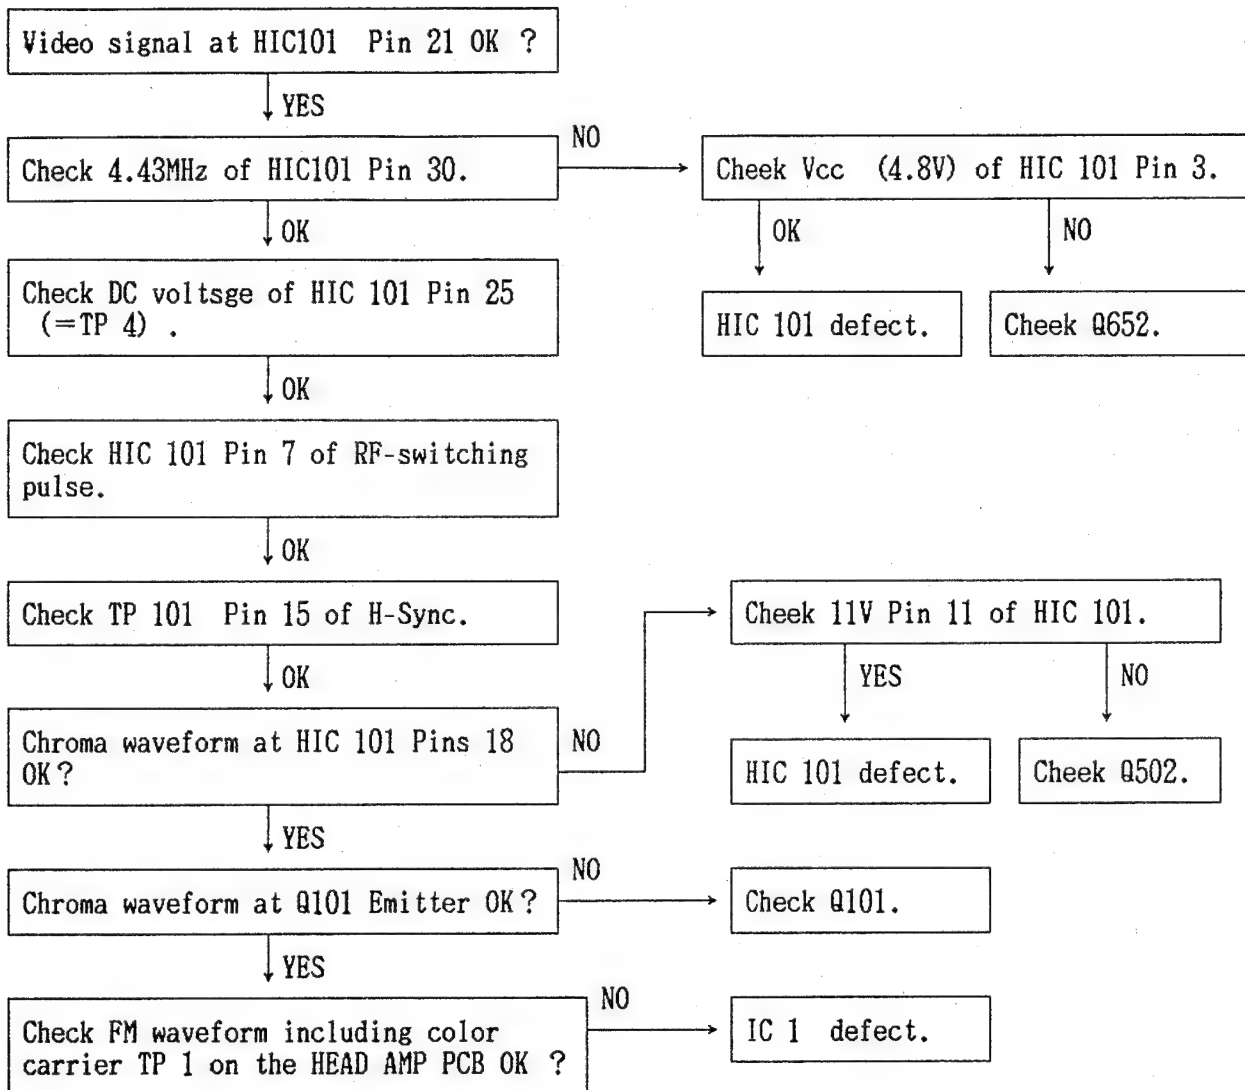 Video signal at HIC101 Pin 21 OK ?
YES
Check 4.43MHz of HIC101 Pin 30.
NO
Cheek Vcc (4.8V) of HIC 101 Pin 3.
OK
OK
NO
Check DC voltsge of HIC 101 Pin 25
(=TP 4) .
HIC 101 defect.
Cheek Q652.
OK
Check HIC 101 Pin 7 of RF-switching
pulse.
OK
Check TP 101 Pin 15 of H-Sync.
Cheek 11V Pin 11 of HIC 101.
OK
YES
NO
Chroma waveform at HIC 101 Pins 18
OK?
NO
HIC 101 defect.
Cheek Q502.
YES
Chroma waveform at Q101 Emitter OK?
NO
Check Q101.
YES
Check FM waveform including color
carrier TP 1 on the HEAD AMP PCB OK ?
NO
IC 1 defect.